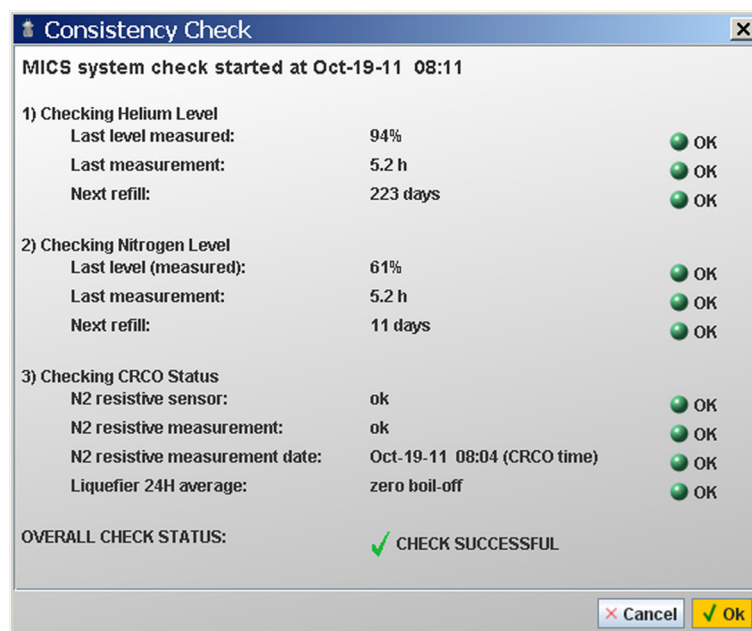 Consistency Check
MICS system check started at Oct-19-11 08:11
1) Checking Helium Level
Last level measured: 94% OK
Last measurement: 5.2 h OK
Next refill: 223 days OK
2) Checking Nitrogen Level
Last level (measured): 61% OK
Last measurement: 5.2 h OK
Next refill: 11 days OK
3) Checking CRCO Status
N2 resistive sensor: ok OK
N2 resistive measurement: ok OK
N2 resistive measurement date: Oct-19-11 08:04 (CRCO time) OK
Liquefier 24H average: zero boil-off OK
OVERALL CHECK STATUS: CHECK SUCCESSFUL
Cancel Ok